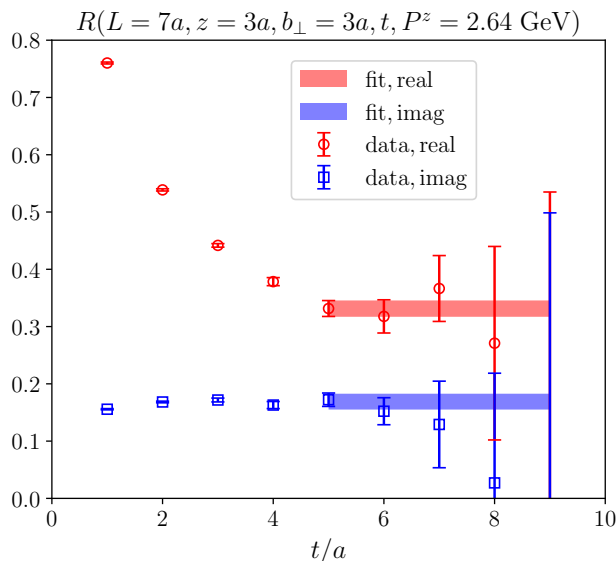 R(L = 7a, z = 3a, b⊥ = 3a, t, P^z = 2.64 GeV)
0.8
0.7
0.6
0.5
0.4
0.3
0.2
0.1
0.0
fit, real
fit, imag
data, real
data, imag
0 2 4 6 8 10
t/a